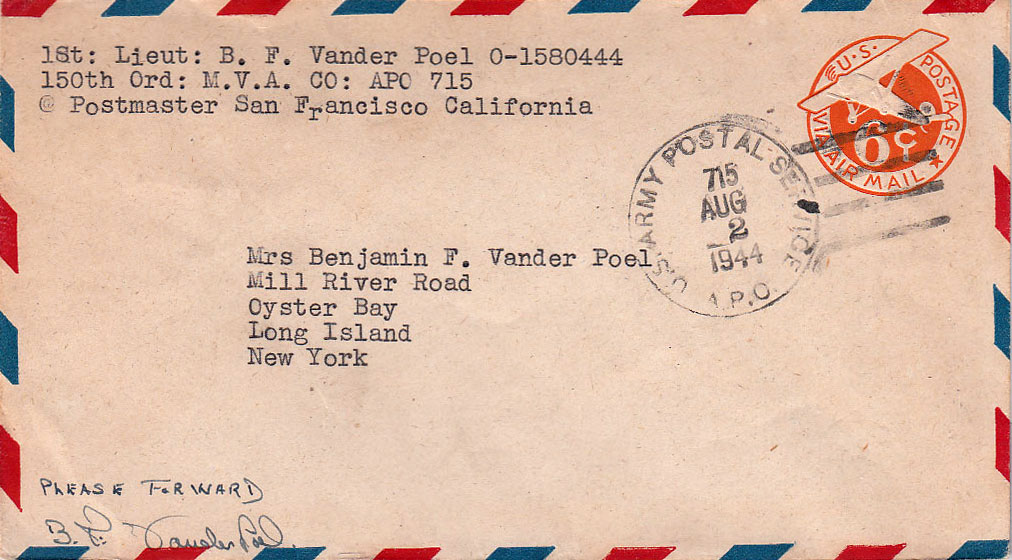 1St: Lieut: B. F. Vander Poel O-1580444
150th Ord: M.V.A. CO: APO 715
@ Postmaster San Francisco California
U.S. POSTAGE
6¢
VIA AIR MAIL
U.S. ARMY POSTAL SERVICE
715
AUG
2
1944
A.P.O.
Mrs Benjamin F. Vander Poel
Mill River Road
Oyster Bay
Long Island
New York
PLEASE FORWARD
B. F. Vander Poel.